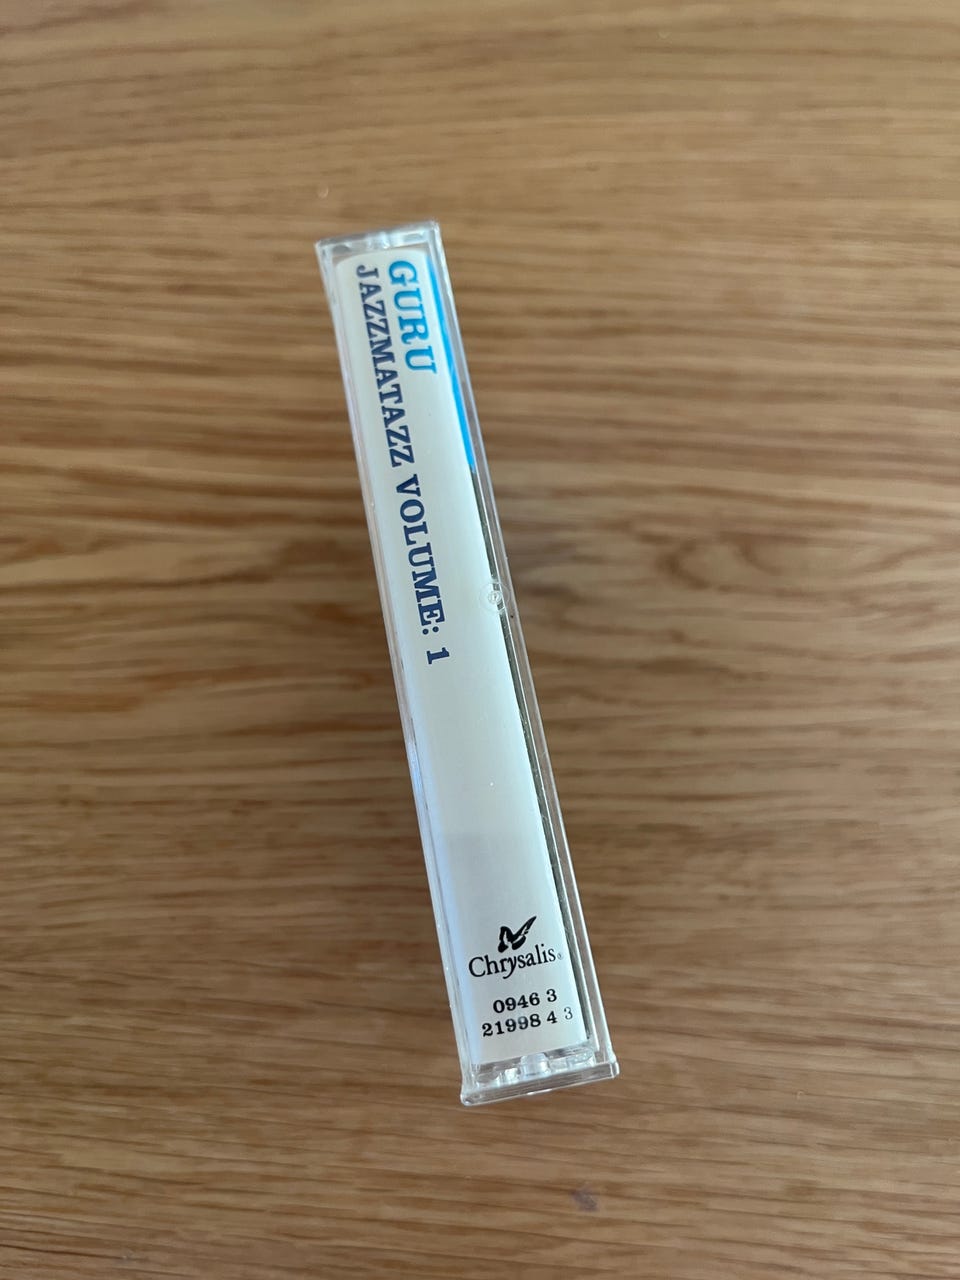 GURU
JAZZMATAZZ VOLUME: 1
Chrysalis®
0946 3
21998 4 3